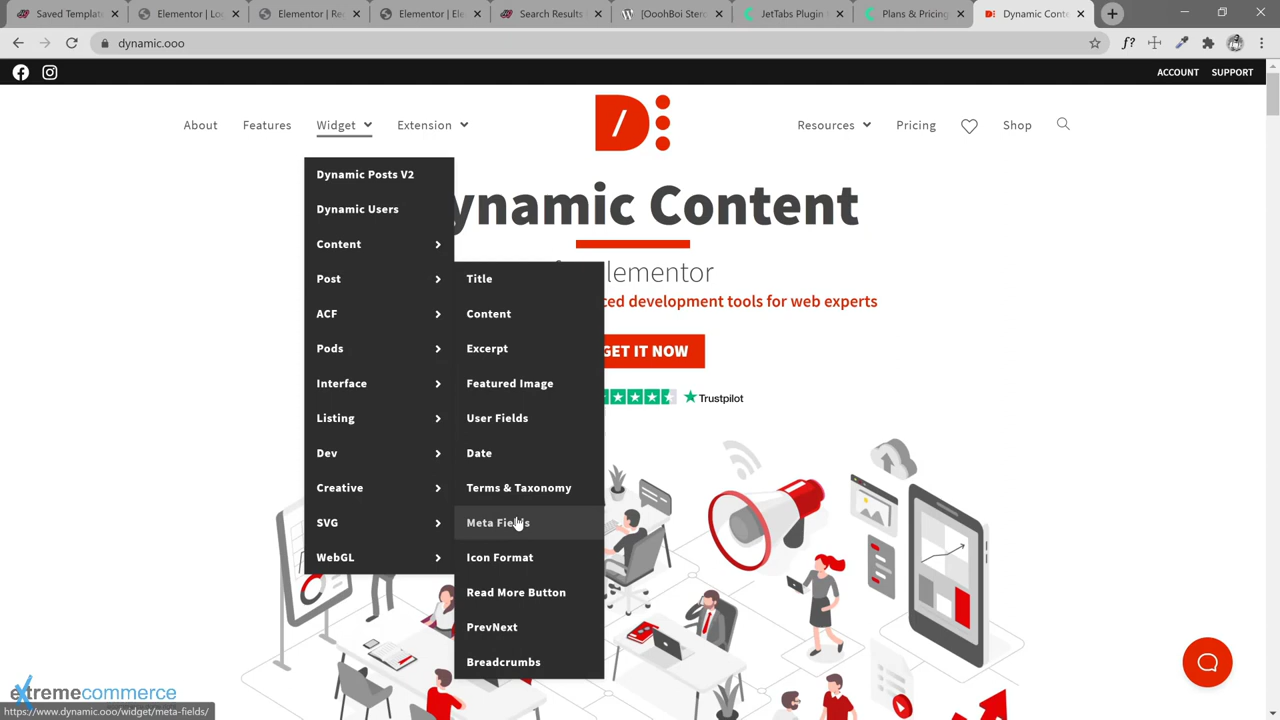 Saved Templat
Elementor | Lo
Elementor | Re
Elementor | Ele
Search Results
[OoohBoi Ster
JetTabs Plugin
Plans & Pricing
Dynamic Conte
dynamic.ooo
f?
ACCOUNT
SUPPORT
About
Features
Widget
Extension
D
Resources
Pricing
Shop
Dynamic Posts V2
Dynamic Users
Content
Post
ACF
Pods
Interface
Listing
Dev
Creative
SVG
WebGL
Title
Content
Excerpt
Featured Image
User Fields
Date
Terms & Taxonomy
Meta Fields
Icon Format
Read More Button
PrevNext
Breadcrumbs
ynamic Content
lementor
ced development tools for web experts
GET IT NOW
Trustpilot
extremecommerce
https://www.dynamic.ooo/widget/meta-fields/